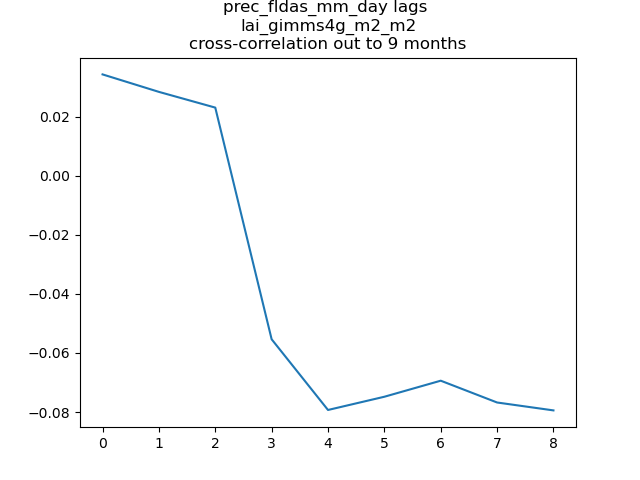 prec_fldas_mm_day lags
lai_gimms4g_m2_m2
cross-correlation out to 9 months
0.02
0.00
−0.02
−0.04
−0.06
−0.08
0 1 2 3 4 5 6 7 8